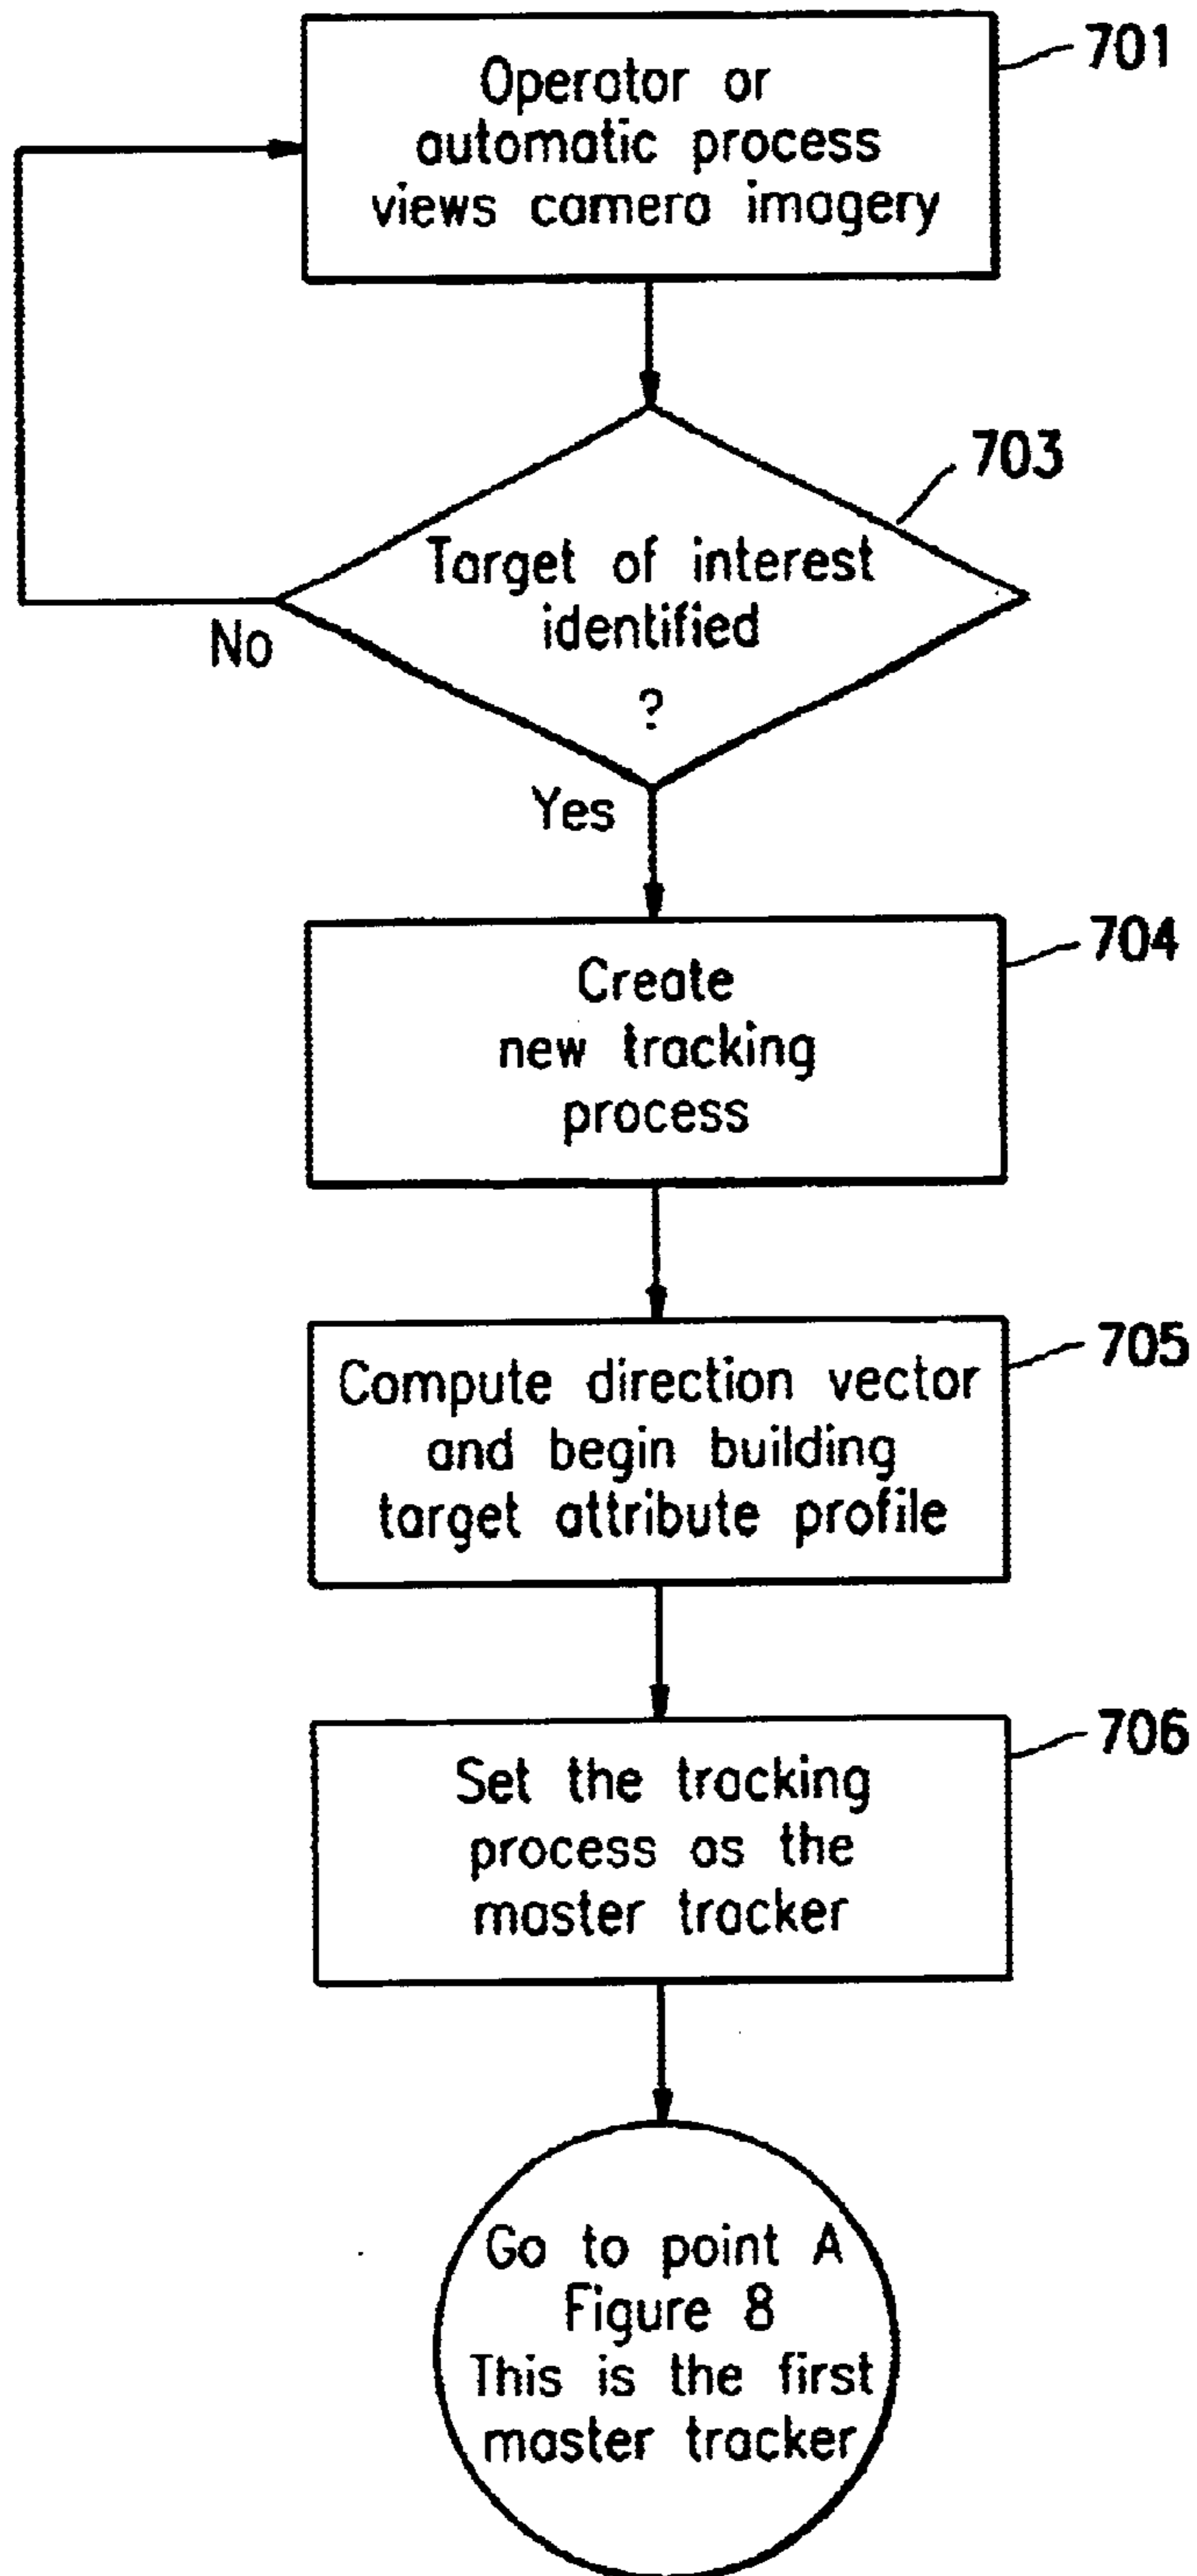 701
Operator or
automatic process
views camera imagery
703
Target of interest
identified
?
No
Yes
704
Create
new tracking
process
705
Compute direction vector
and begin building
target attribute profile
706
Set the tracking
process as the
master tracker
Go to point A
Figure 8
This is the first
master tracker